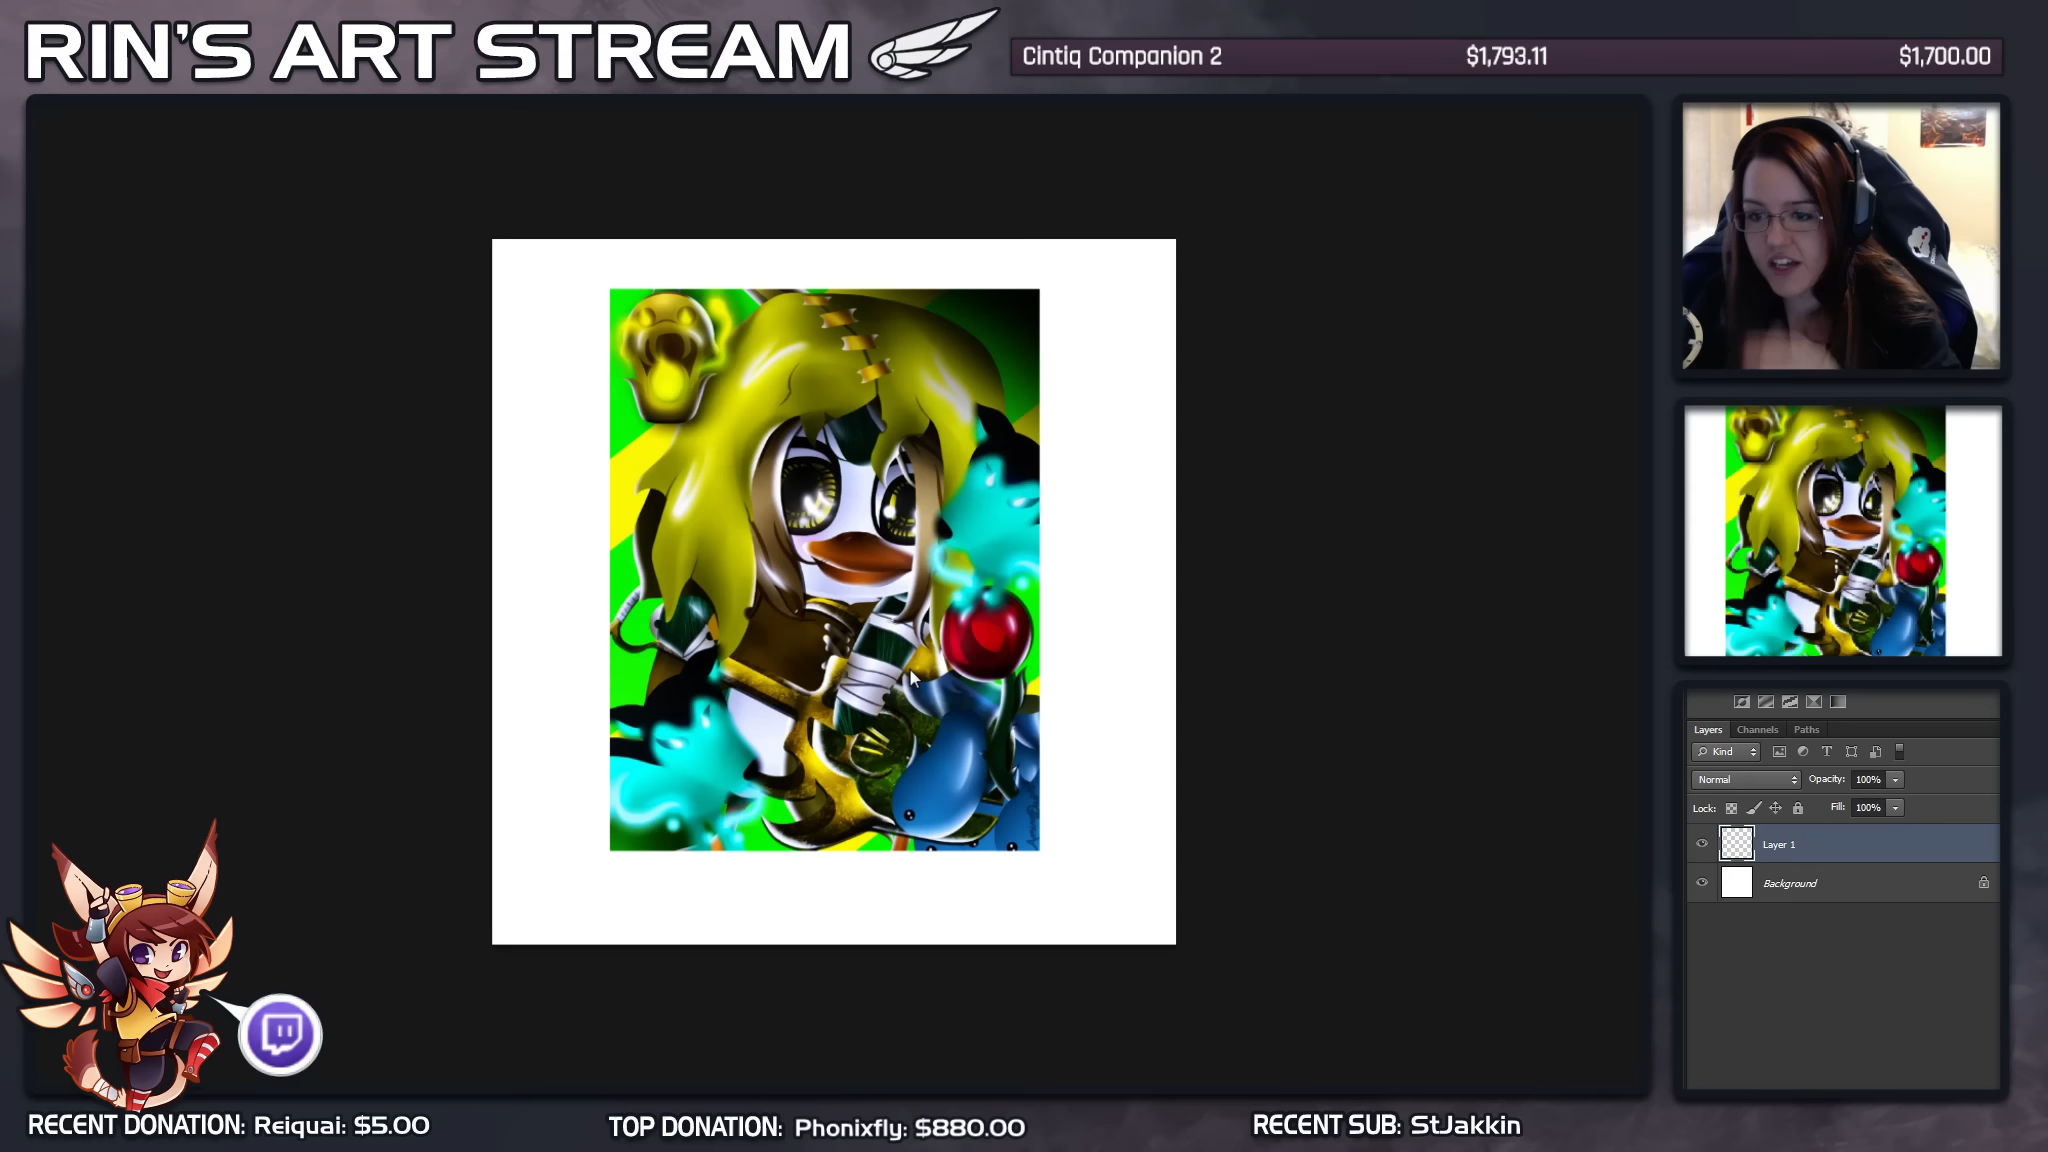 RIN'S ART STREAM
Cintiq Companion 2 $1,793.11 $1,700.00
Layers Channels Paths
Kind
Normal Opacity: 100%
Lock: Fill: 100%
Layer 1
Background
RECENT DONATION: Reiquai: $5.00
TOP DONATION: Phonixfly: $880.00
RECENT SUB: StJakkin